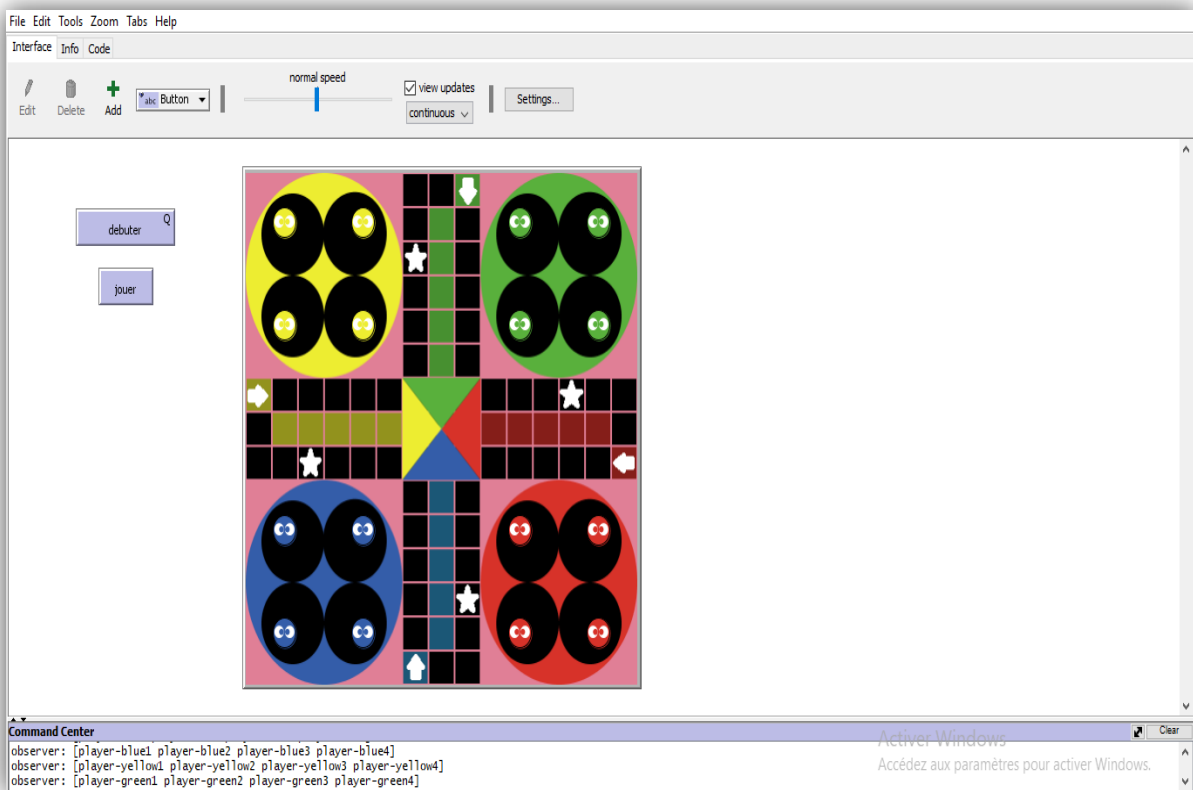 File Edit Tools Zoom Tabs Help
Interface Info Code
normal speed
view updates
Edit Delete Add abc Button continuous Settings...
Q
debuter
jouer
Command Center Clear
observer: [player-blue1 player-blue2 player-blue3 player-blue4]
observer: [player-yellow1 player-yellow2 player-yellow3 player-yellow4]
observer: [player-green1 player-green2 player-green3 player-green4]
Activer Windows
Accédez aux paramètres pour activer Windows.